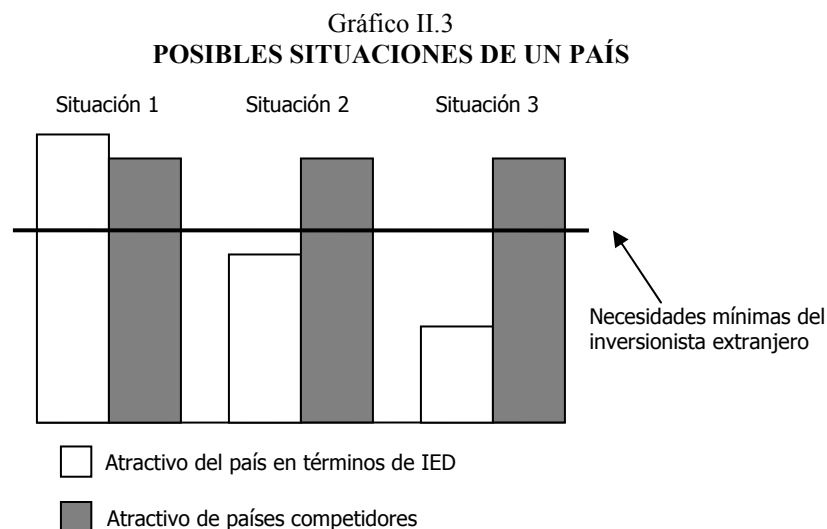 Gráfico II.3
POSIBLES SITUACIONES DE UN PAÍS
Situación 1
Situación 2
Situación 3
Necesidades mínimas del
inversionista extranjero
Atractivo del país en términos de IED
Atractivo de países competidores